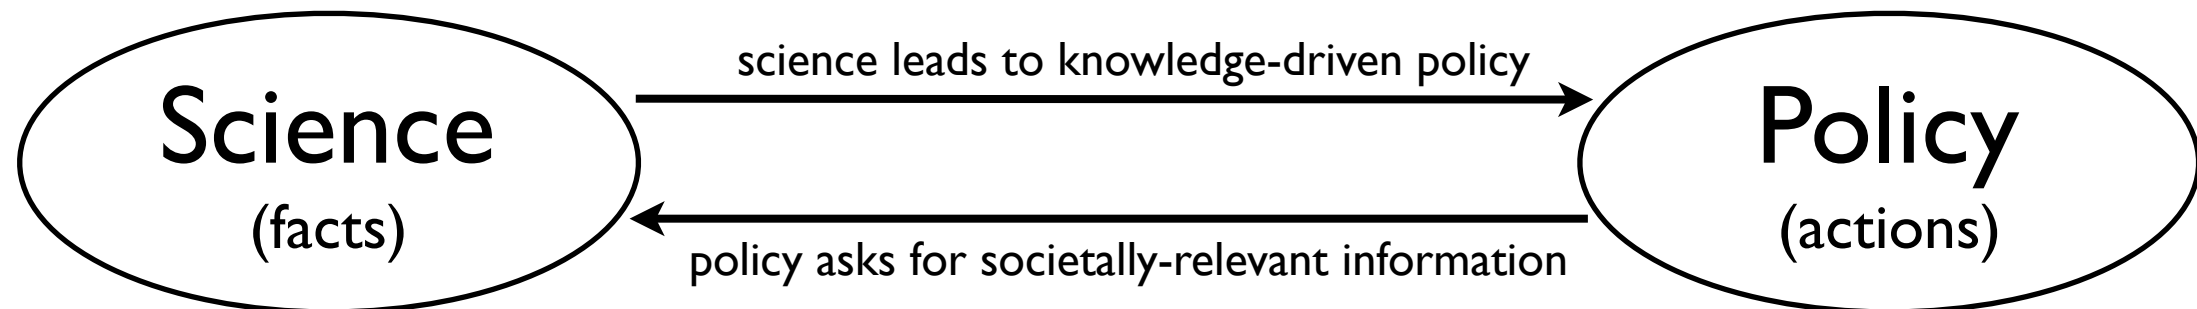 Science
(facts)
science leads to knowledge-driven policy
policy asks for societally-relevant information
Policy
(actions)